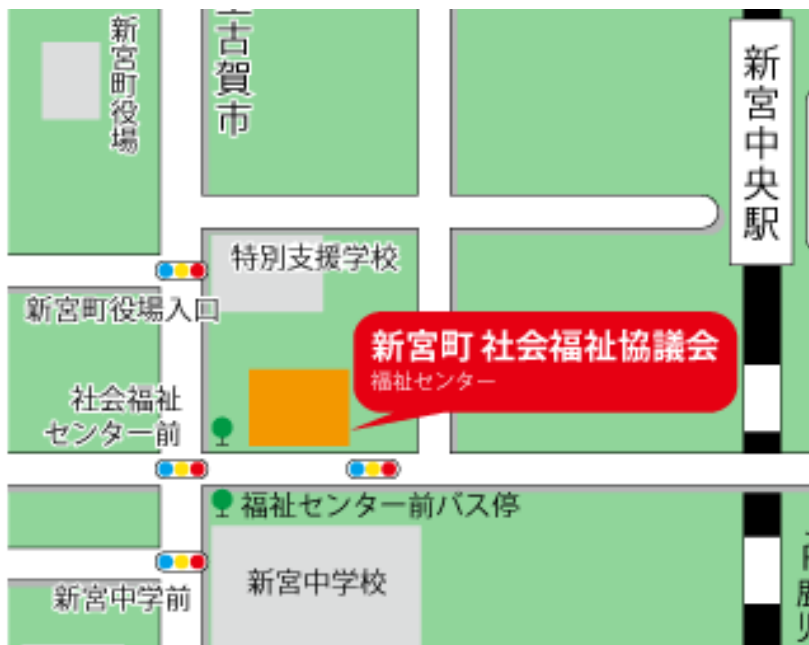 新宮町役場
古賀市
新宮中央駅
特別支援学校
新宮町役場入口
新宮町 社会福祉協議会
福祉センター
社会福祉
センター前
福祉センター前バス停
新宮中学校
新宮中学前